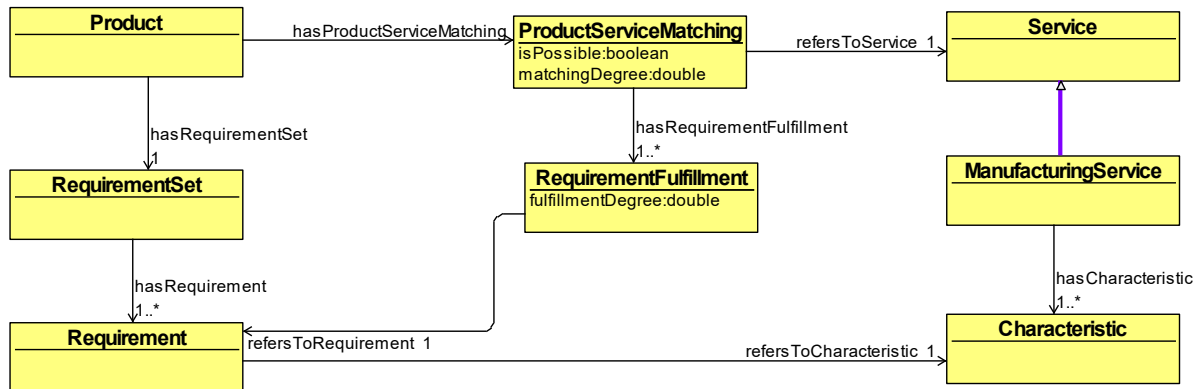 Product
hasProductServiceMatching
ProductServiceMatching
isPossible:boolean
matchingDegree:double
refersToService 1
Service
hasRequirementSet
1
hasRequirementFulfillment
1..*
RequirementSet
RequirementFulfillment
fulfillmentDegree:double
ManufacturingService
hasRequirement
1..*
hasCharacteristic
1..*
Requirement
refersToRequirement 1
refersToCharacteristic 1
Characteristic